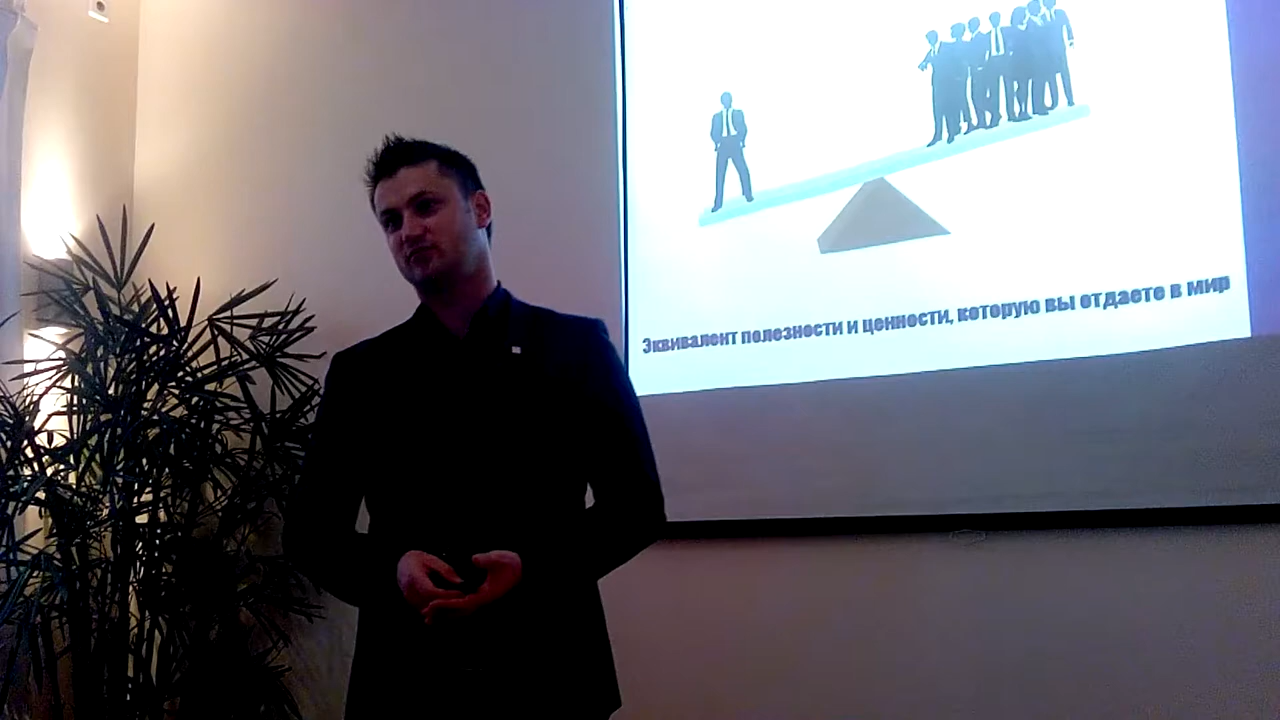 Эквивалент полезности и ценности, которую вы отдаете в мир